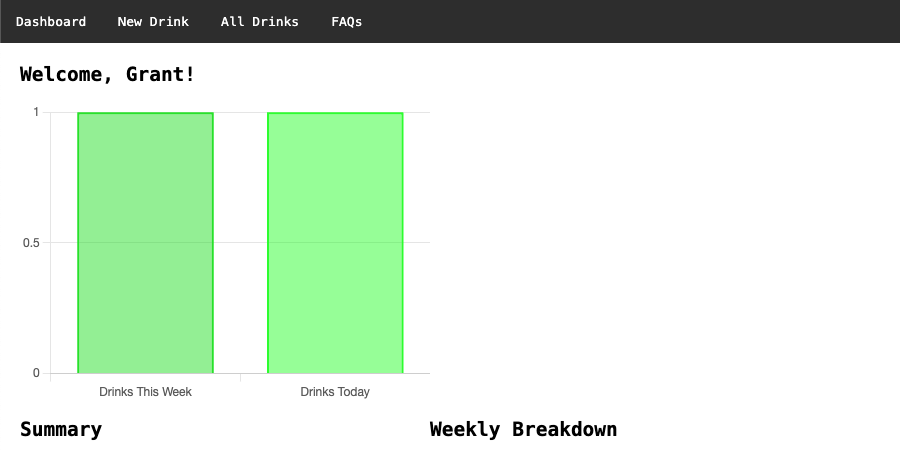 Dashboard New Drink All Drinks FAQs
Welcome, Grant!
1
0.5
0
Drinks This Week Drinks Today
Summary Weekly Breakdown